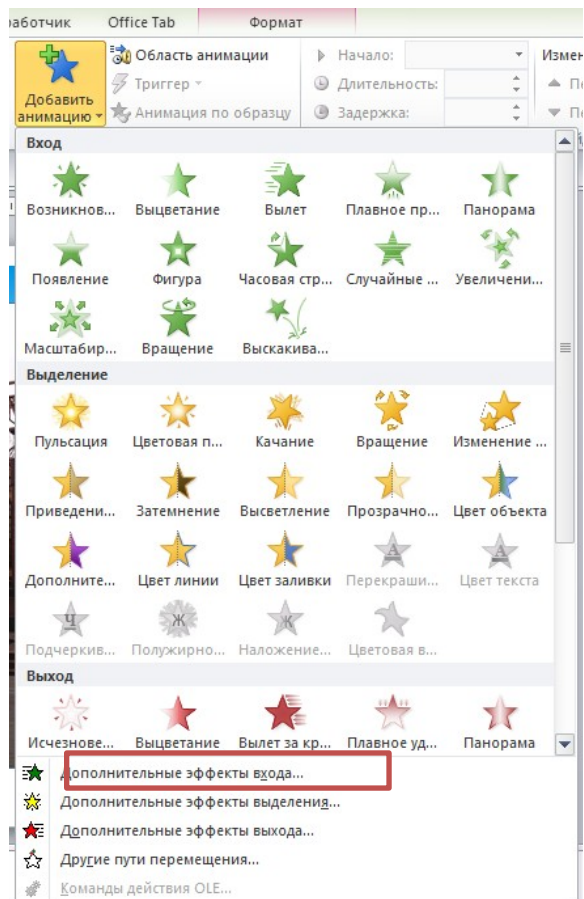 работчик Office Tab Формат
Добавить анимацию
Область анимации
Триггер
Анимация по образцу
Начало:
Длительность:
Задержка:
Измен
Вход
Возникнов... Выцветание Вылет Плавное пр... Панорама
Появление Фигура Часовая стр... Случайные ... Увеличени...
Масштабир... Вращение Выскакива...
Выделение
Пульсация Цветовая п... Качание Вращение Изменение ...
Приведени... Затемнение Высветление Прозрачно... Цвет объекта
Дополните... Цвет линии Цвет заливки Перекраши... Цвет текста
Подчеркив... Полужирно... Наложение... Цветовая в...
Выход
Исчезнове... Выцветание Вылет за кр... Плавное уд... Панорама
Дополнительные эффекты входа...
Дополнительные эффекты выделения...
Дополнительные эффекты выхода...
Другие пути перемещения...
Команды действия OLE...